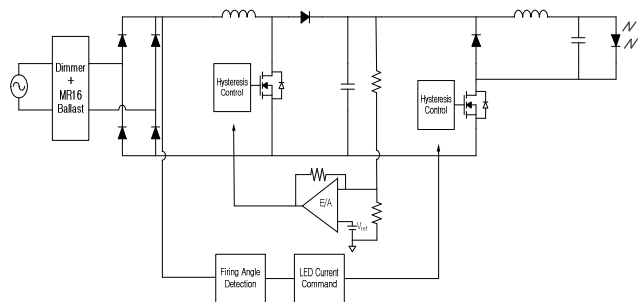 Dimmer
+
MR16
Ballast
Hysteresis
Control
Hysteresis
Control
E/A
Vref
Firing Angle
Detection
LED Current
Command